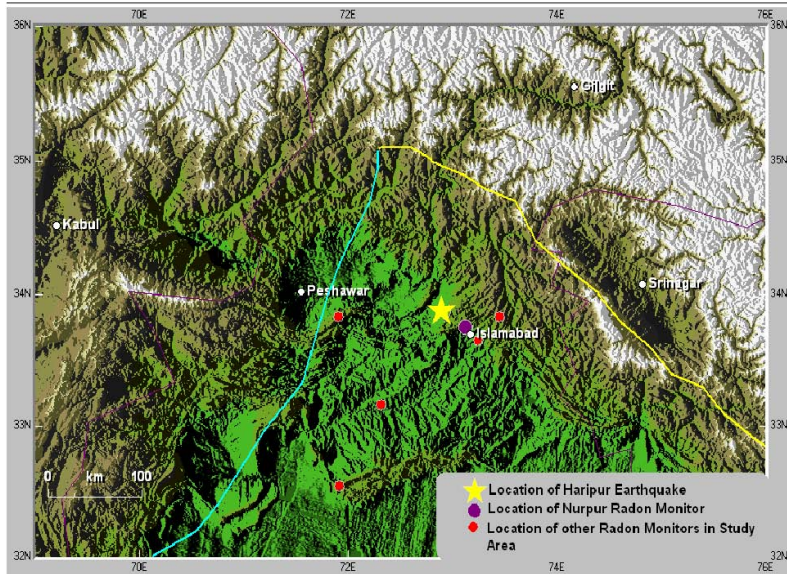 36N 70E 72E 74E 76E 36N
Gilgit
35N 35N
Kabul
Srinagar
34N Peshawar 34N
Islamabad
33N 33N
0 km 100
Location of Haripur Earthquake
Location of Nurpur Radon Monitor
Location of other Radon Monitors in Study
Area
32N 32N
70E 72E 74E 76E